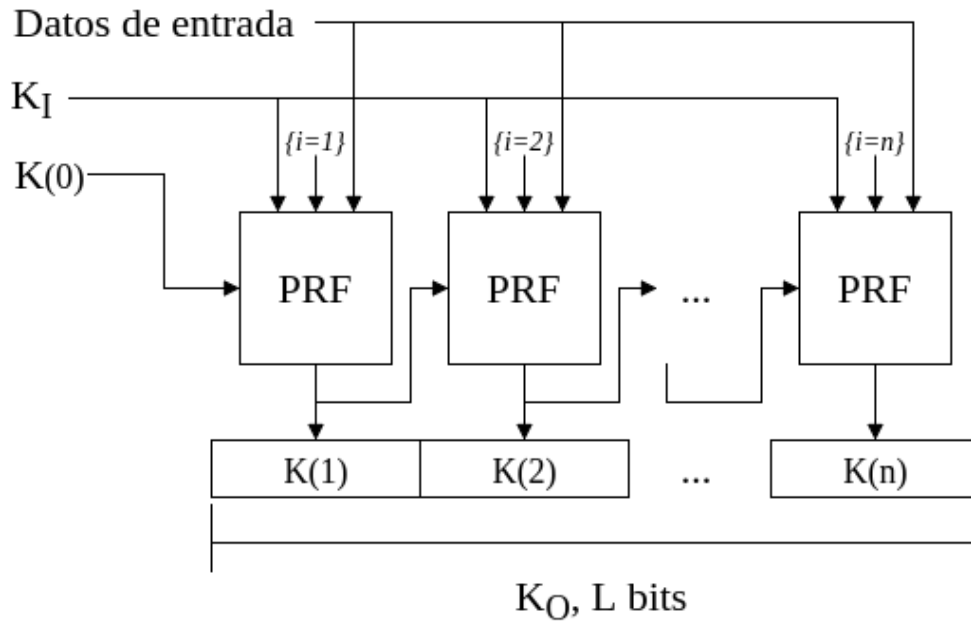 Datos de entrada
K_I
{i=1} {i=2} {i=n}
K(0)
PRF PRF ... PRF
K(1) K(2) ... K(n)
K_O, L bits